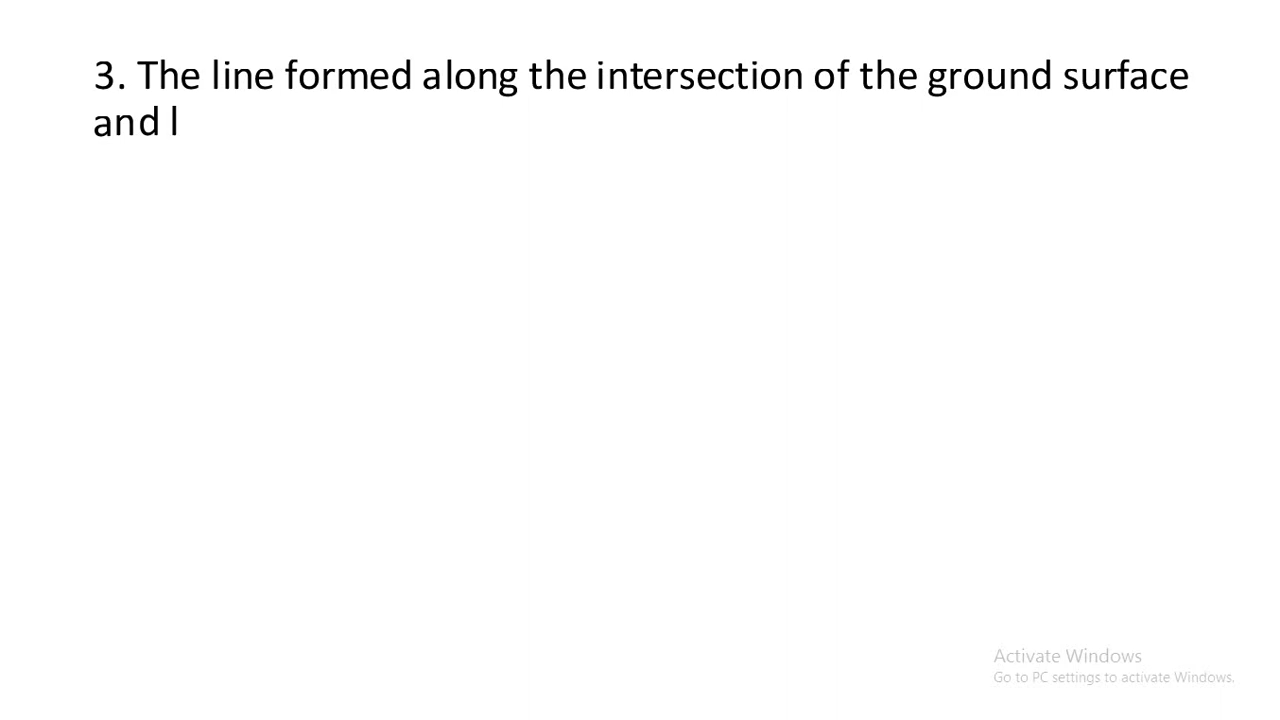 3. The line formed along the intersection of the ground surface
and l
Activate Windows
Go to PC settings to activate Windows.